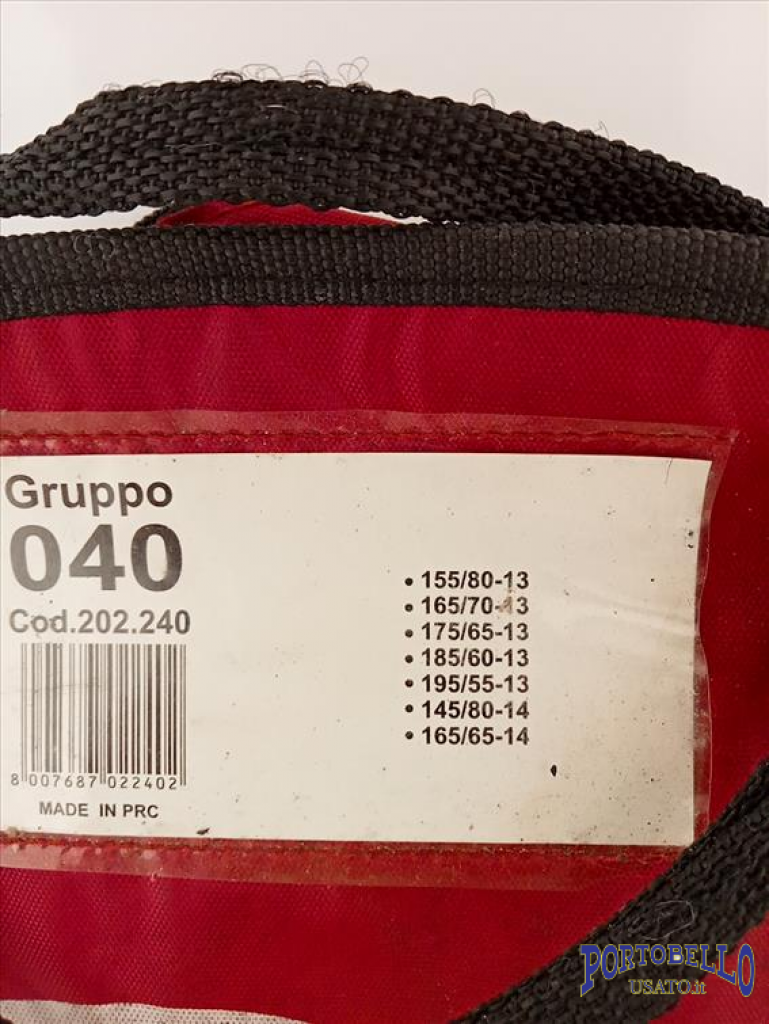 Gruppo
040
Cod.202.240
8 007687 022402
MADE IN PRC
• 155/80-13
• 165/70-13
• 175/65-13
• 185/60-13
• 195/55-13
• 145/80-14
• 165/65-14
PORTOBELLO
USATO.it